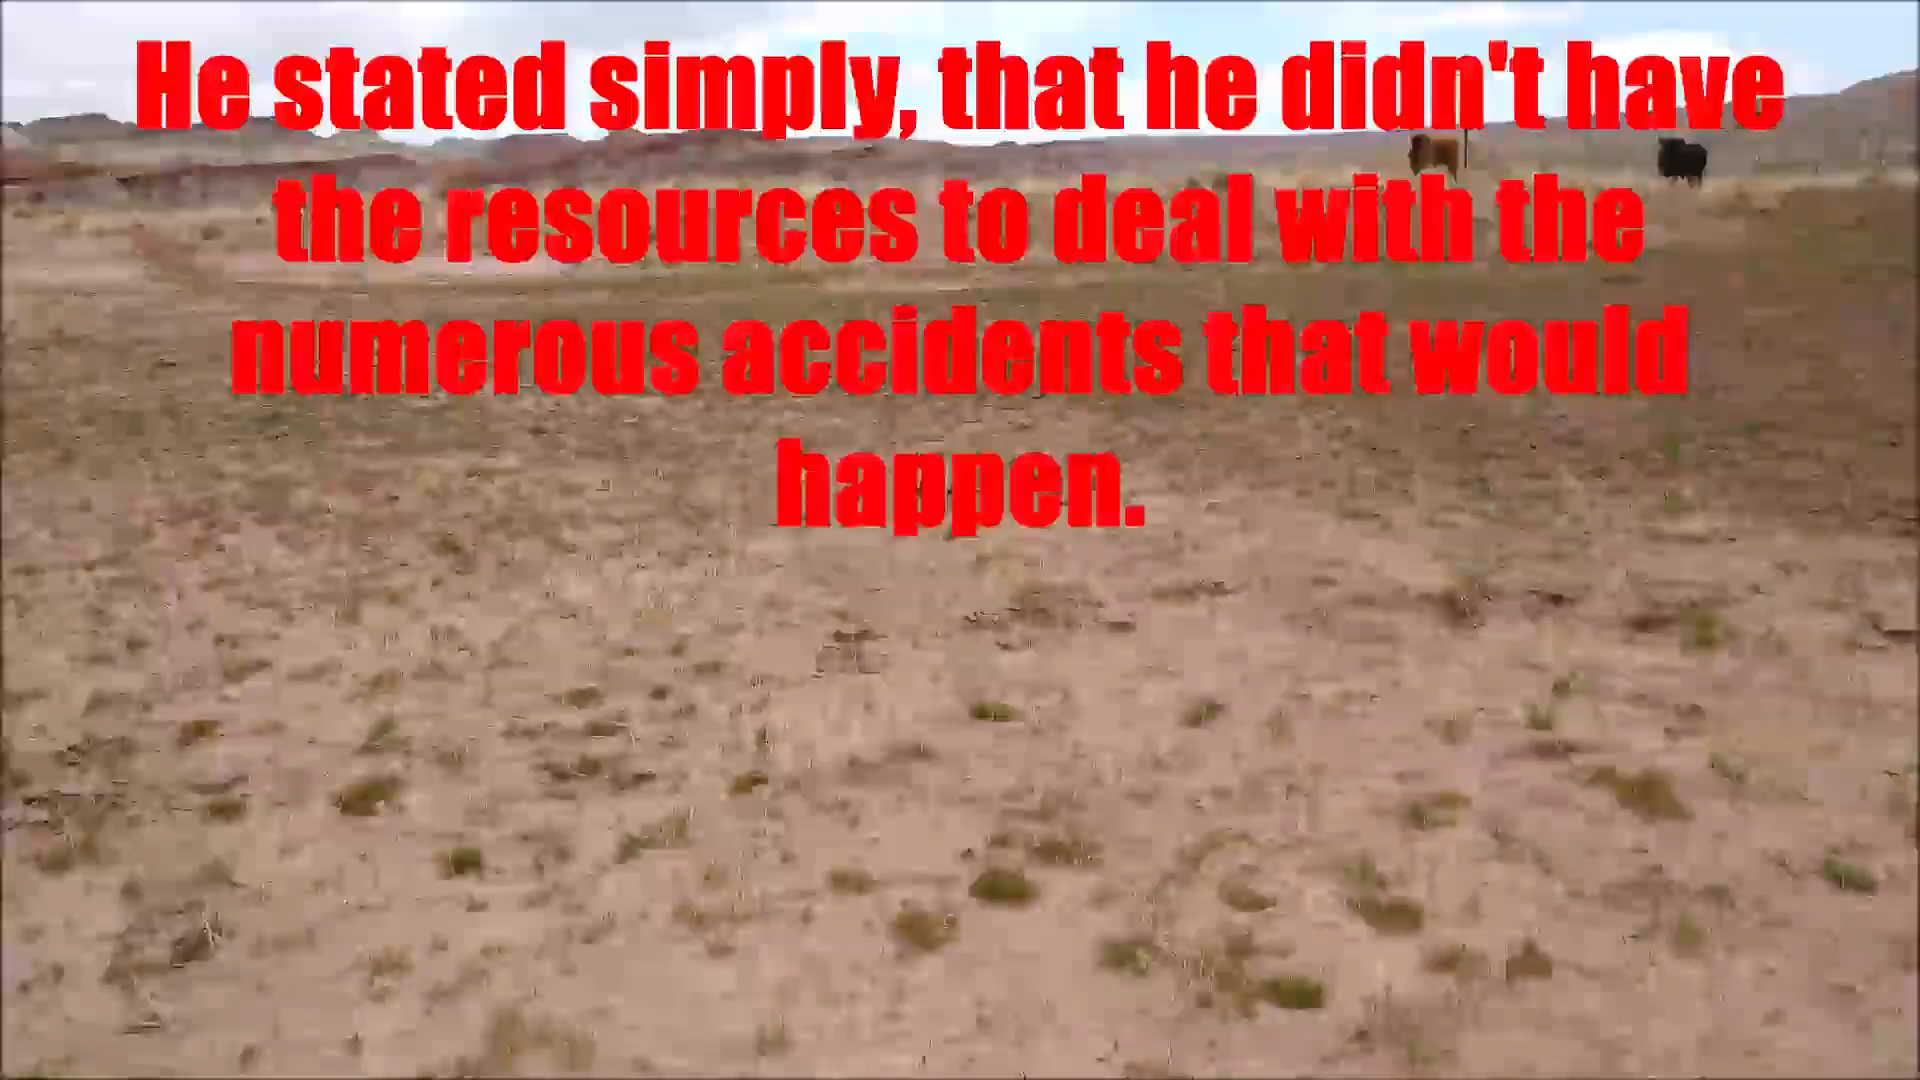 He stated simply, that he didn't have
the resources to deal with the
numerous accidents that would
happen.